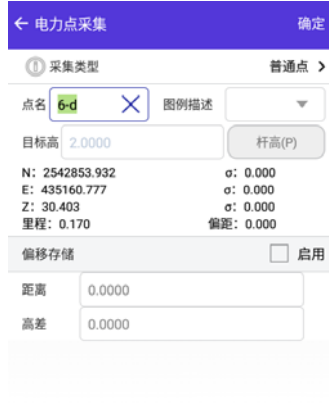 ← 电力点采集 确定
采集类型 普通点 >
点名 6-d 图例描述
目标高 2.0000 杆高(P)
N: 2542853.932 σ: 0.000
E: 435160.777 σ: 0.000
Z: 30.403 σ: 0.000
里程: 0.170 偏距: 0.000
偏移存储 启用
距离 0.0000
高差 0.0000